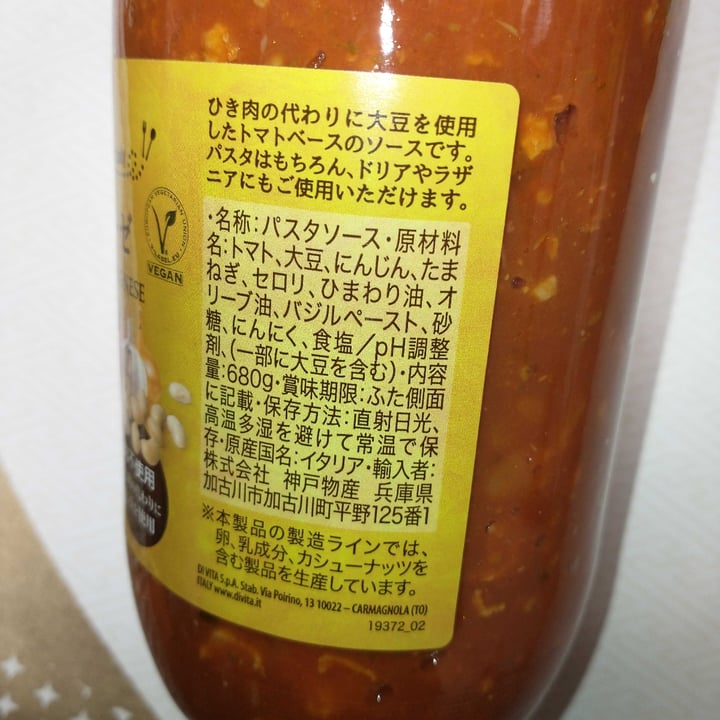 ひき肉の代わりに大豆を使用
したトマトベースのソースです。
パスタはもちろん、ドリアやラザ
ニアにもご使用いただけます。
・名称：パスタソース・原材料
名：トマト、大豆、にんじん、たま
ねぎ、セロリ、ひまわり油、オ
リーブ油、バジルペースト、砂
糖、にんにく、食塩／pH調整
剤、（一部に大豆を含む）・内容
量：680g・賞味期限：ふた側面
に記載・保存方法：直射日光、
高温多湿を避けて常温で保
存・原産国名：イタリア・輸入者：
株式会社 神戸物産 兵庫県
加古川市加古川町平野125番1
※本製品の製造ラインでは、
卵、乳成分、カシューナッツを
含む製品を生産しています。
DI VITA S.p.A. Stab. Via Poirino, 13 10022 – CARMAGNOLA (TO)
ITALY www.divita.it
19372_02
VEGAN
ゼ
NESE
使用
わりに
使用